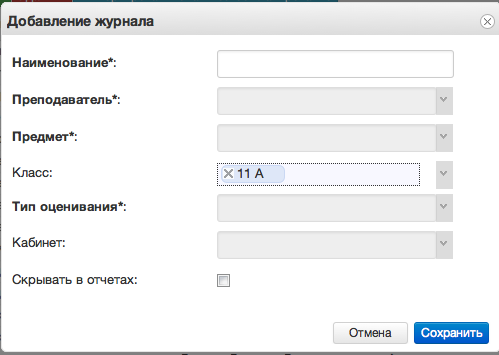 Добавление журнала
Наименование*:
Преподаватель*:
Предмет*:
Класс:
11 А
Тип оценивания*:
Кабинет:
Скрывать в отчетах:
Отмена
Сохранить